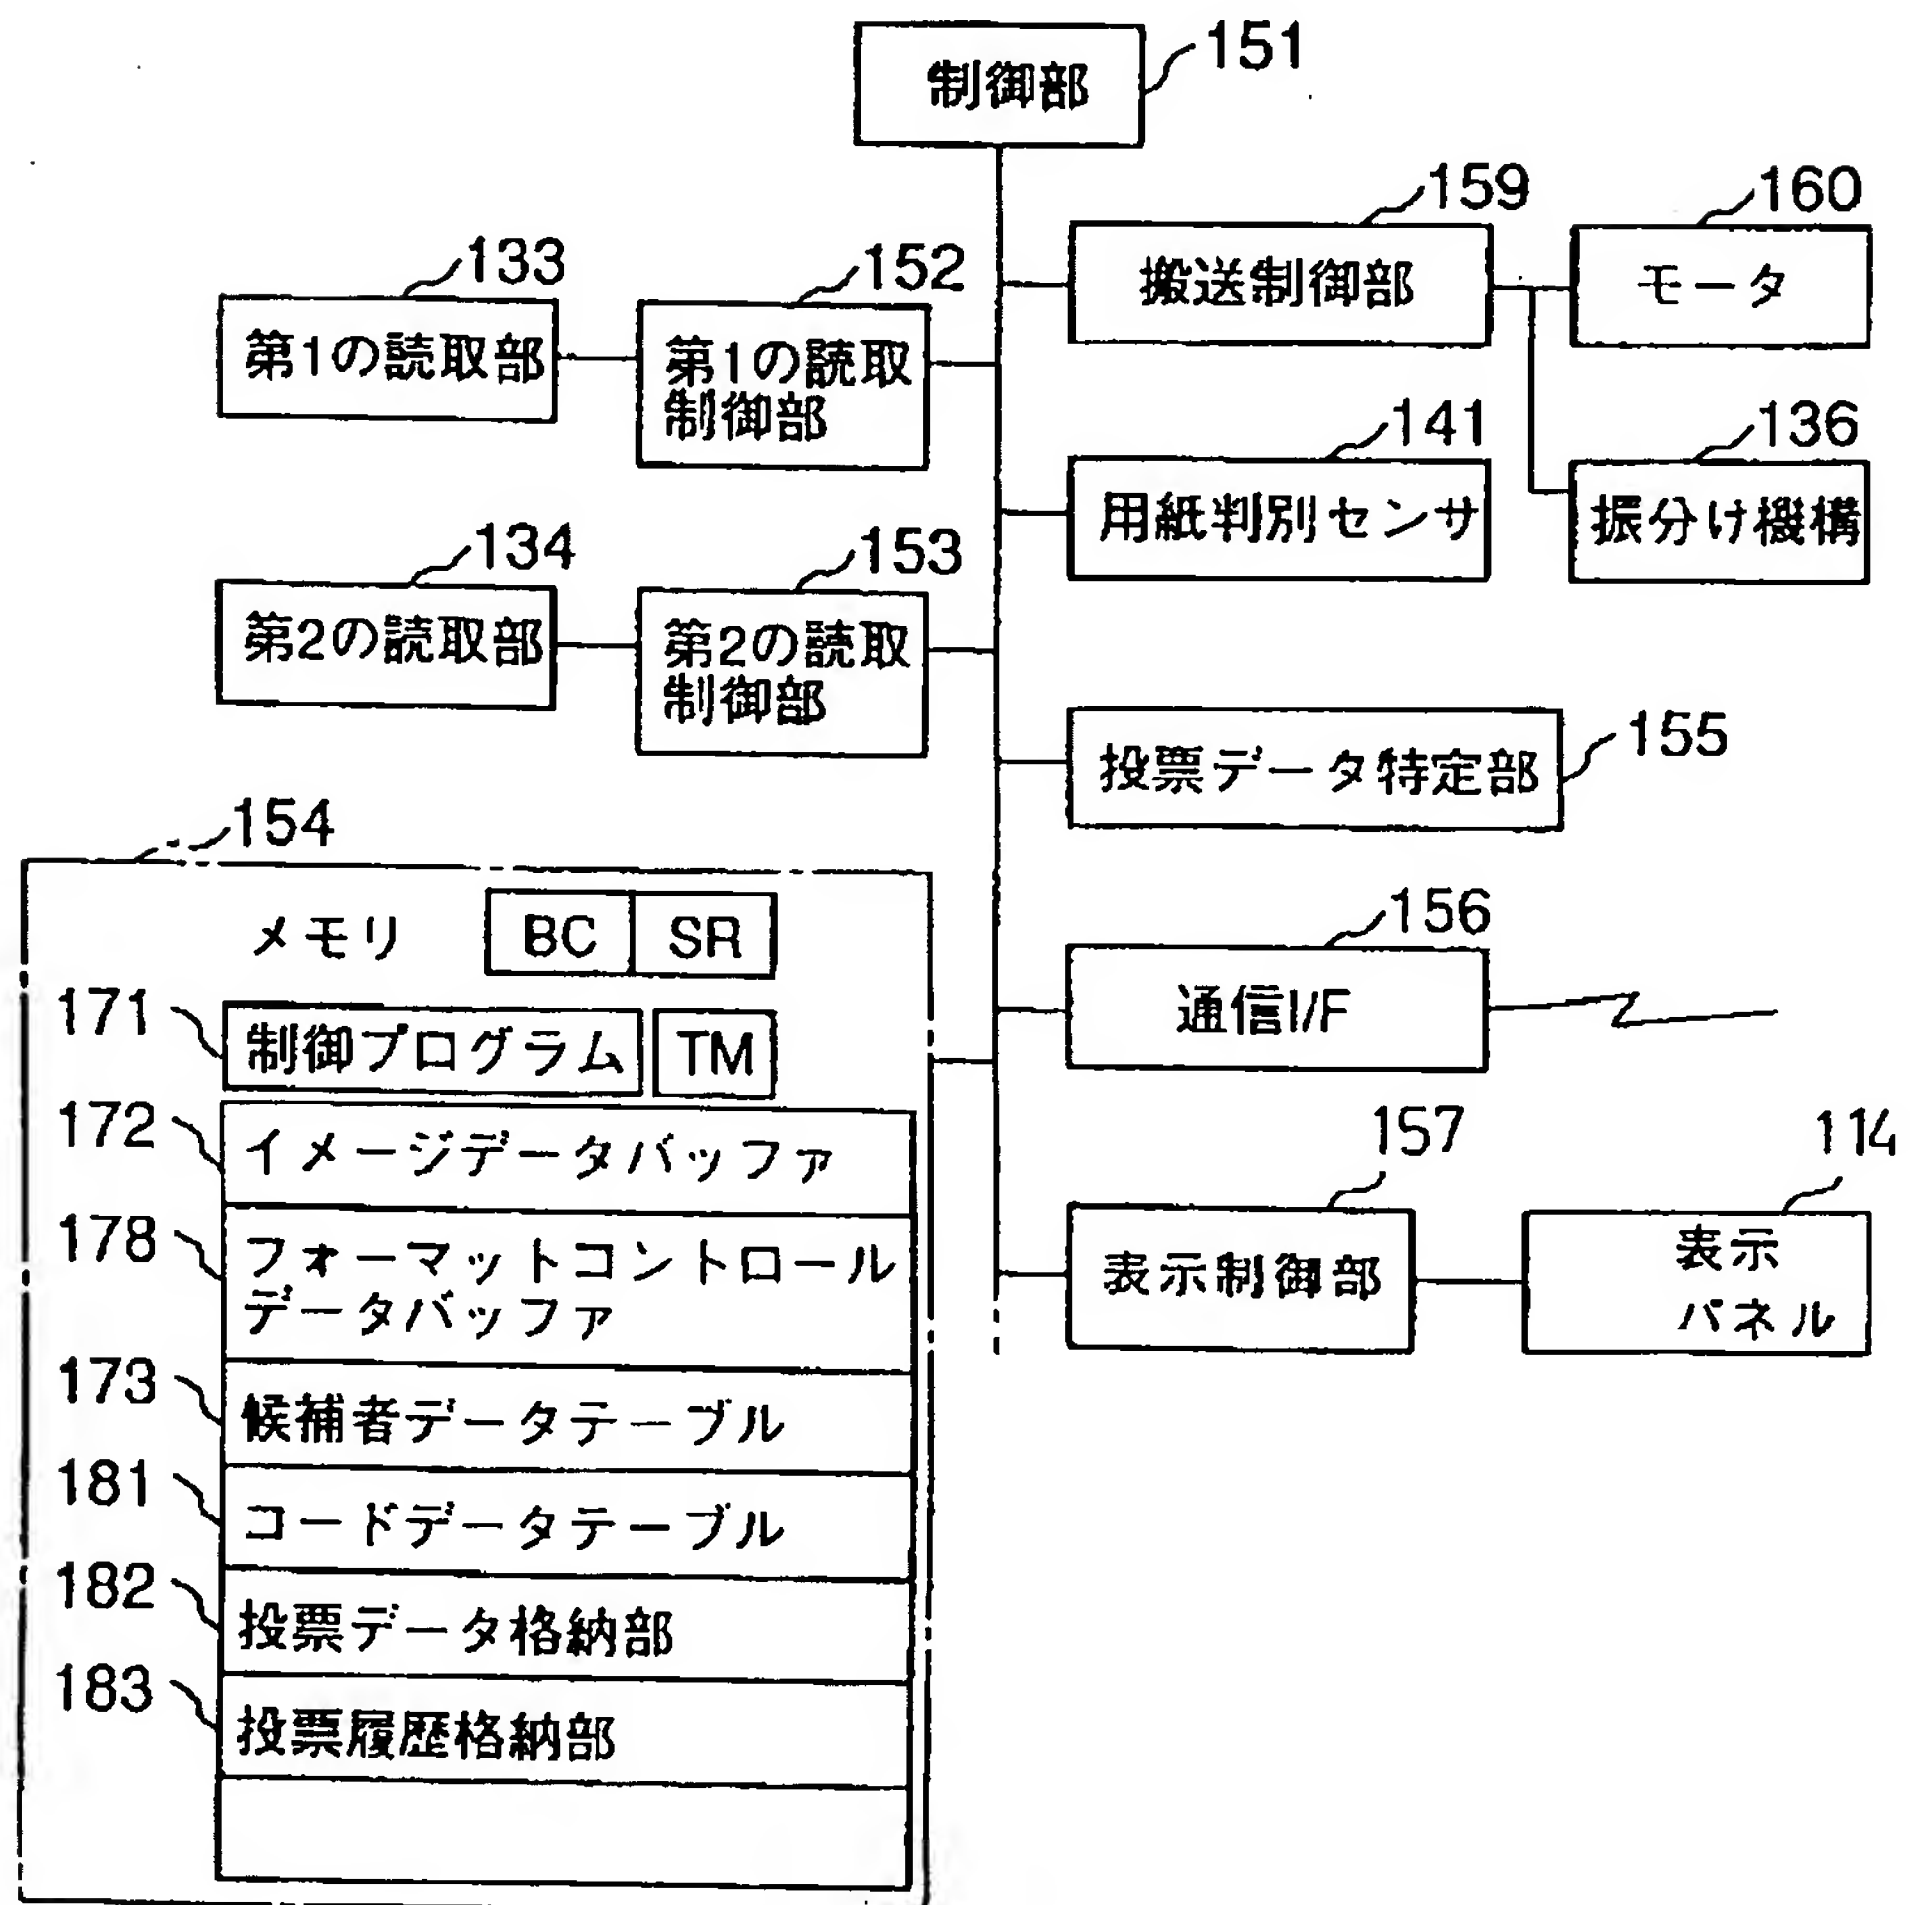 制御部
151
159
搬送制御部
160
モータ
133
第1の読取部
152
第1の読取
制御部
141
用紙判別センサ
136
振分け機構
134
第2の読取部
153
第2の読取
制御部
投票データ特定部
155
154
メモリ
BC
SR
171
制御プログラム
TM
172
イメージデータバッファ
178
フォーマットコントロール
データバッファ
173
候補者データテーブル
181
コードデータテーブル
182
投票データ格納部
183
投票履歴格納部
156
通信I/F
157
表示制御部
114
表示
パネル